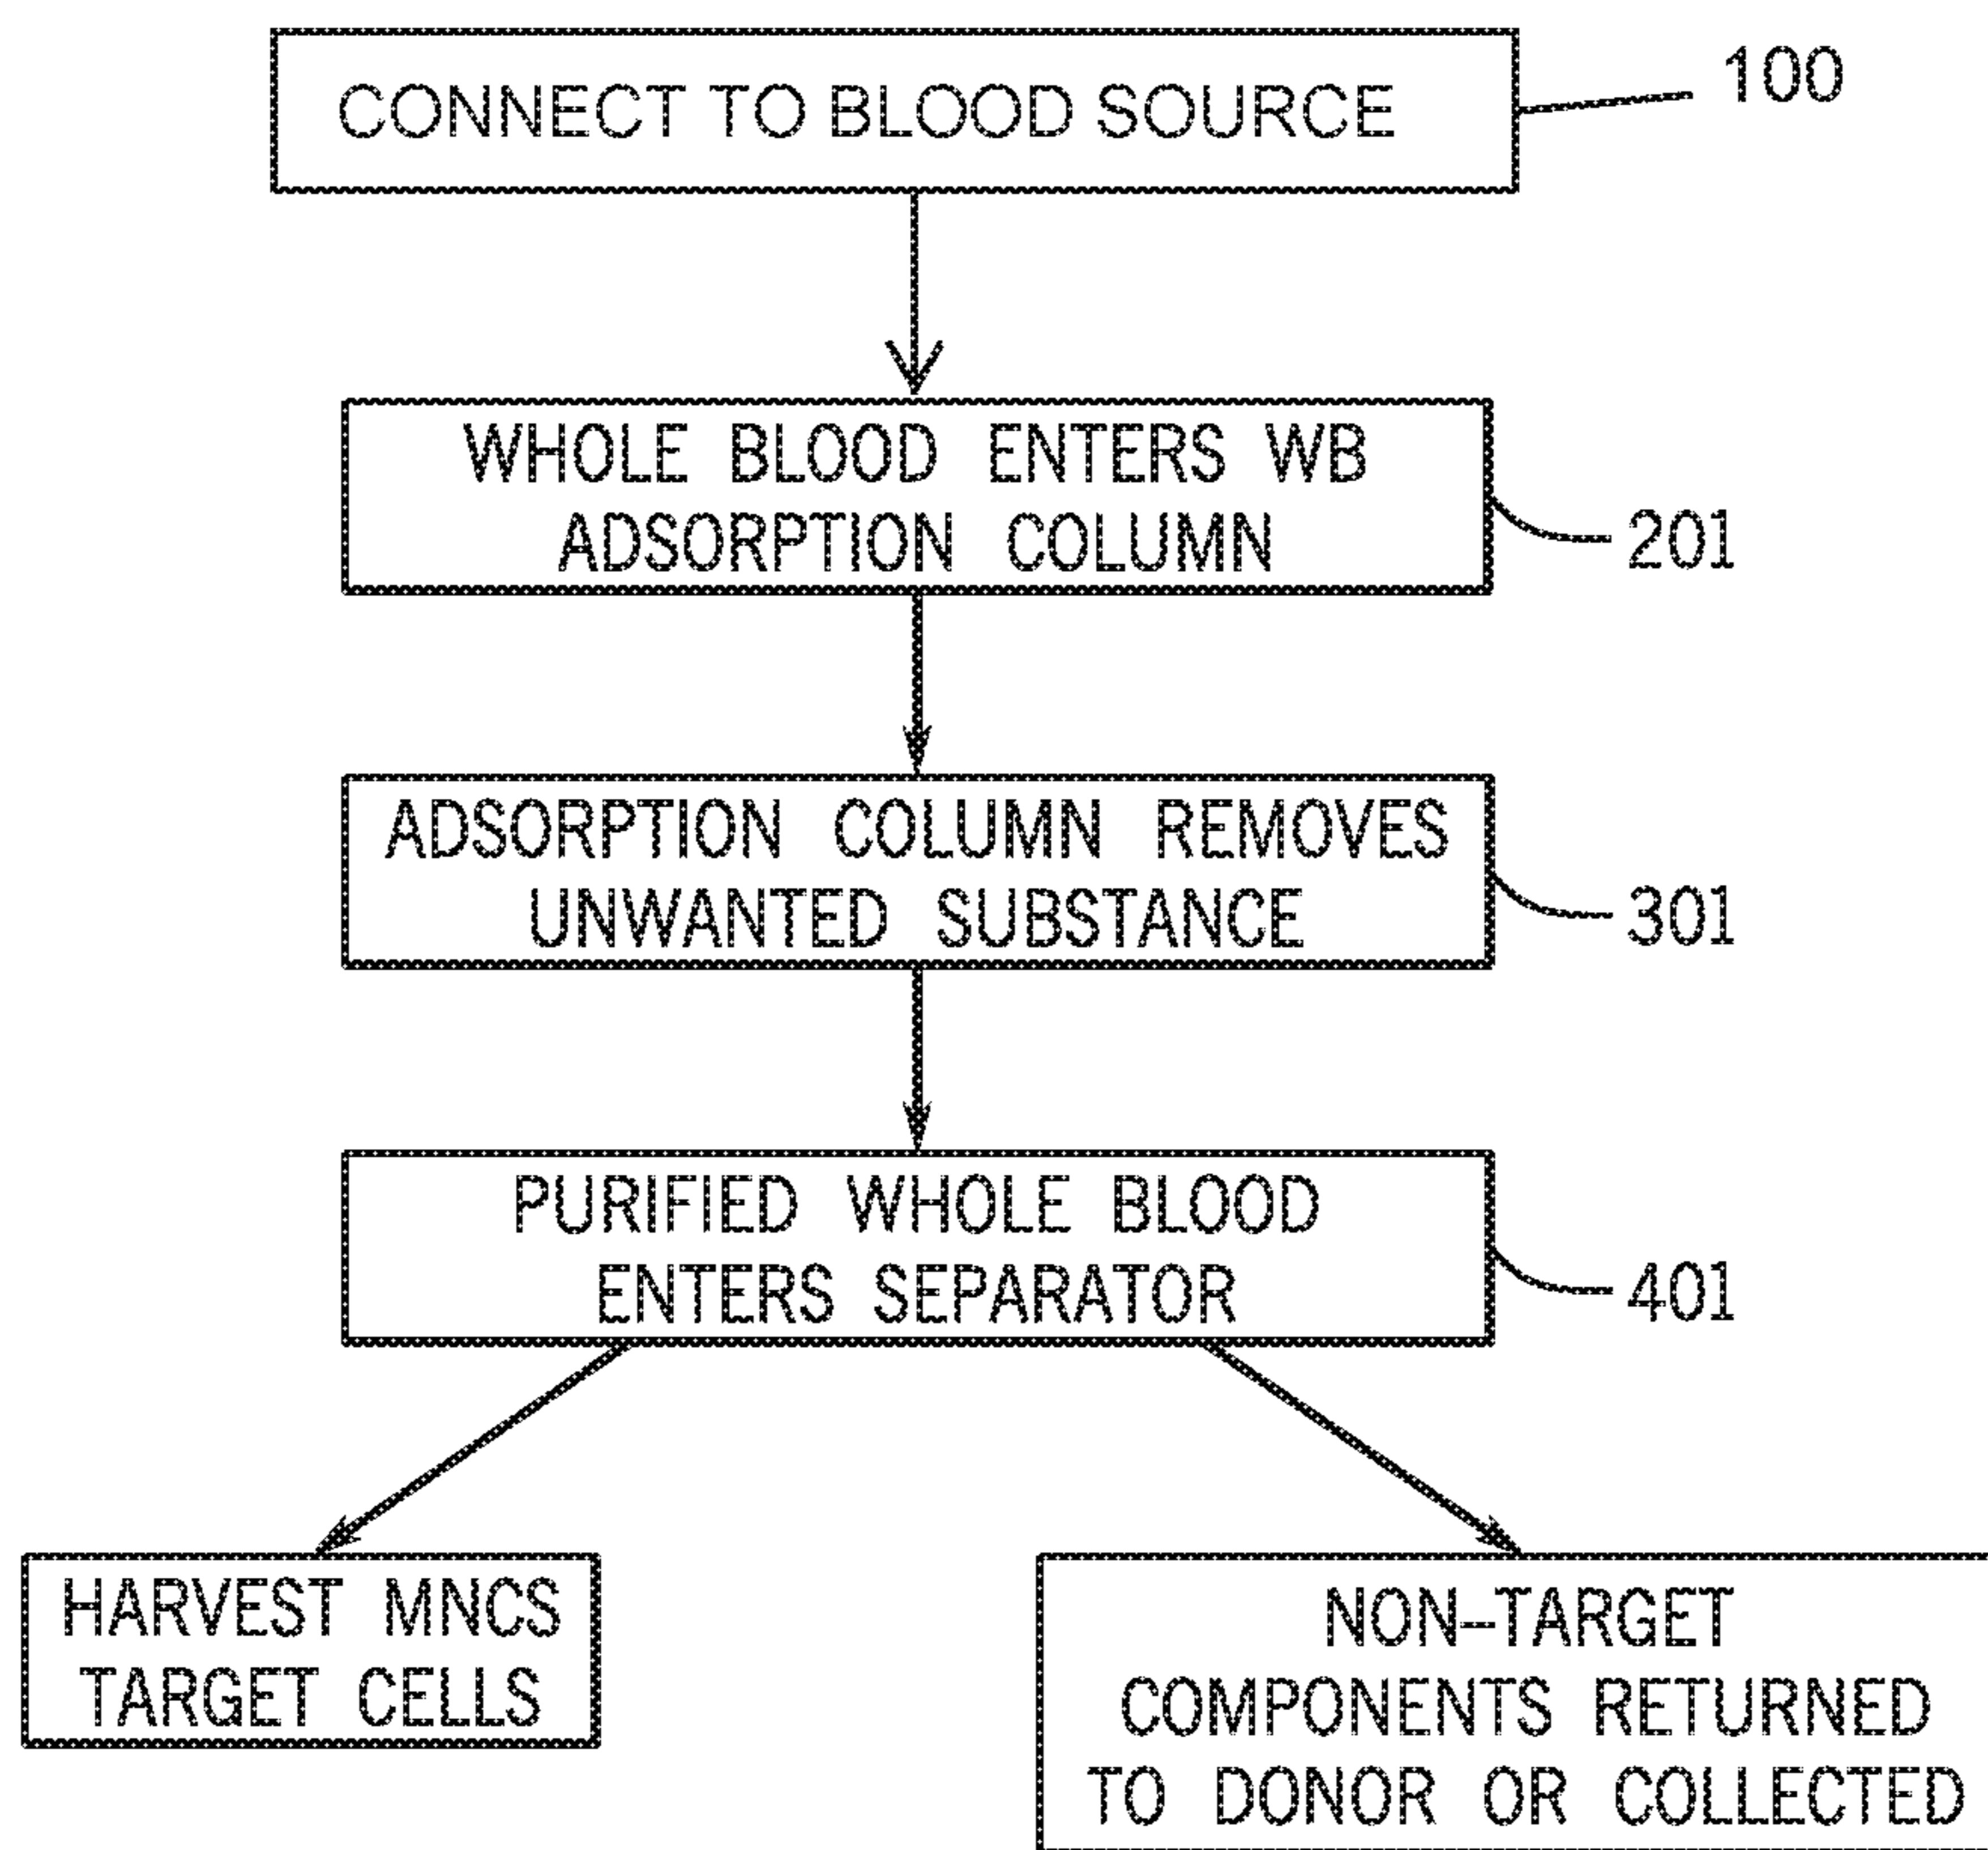 CONNECT TO BLOOD SOURCE
100
WHOLE BLOOD ENTERS WB
ADSORPTION COLUMN
201
ADSORPTION COLUMN REMOVES
UNWANTED SUBSTANCE
301
PURIFIED WHOLE BLOOD
ENTERS SEPARATOR
401
HARVEST MNCS
TARGET CELLS
NON-TARGET
COMPONENTS RETURNED
TO DONOR OR COLLECTED